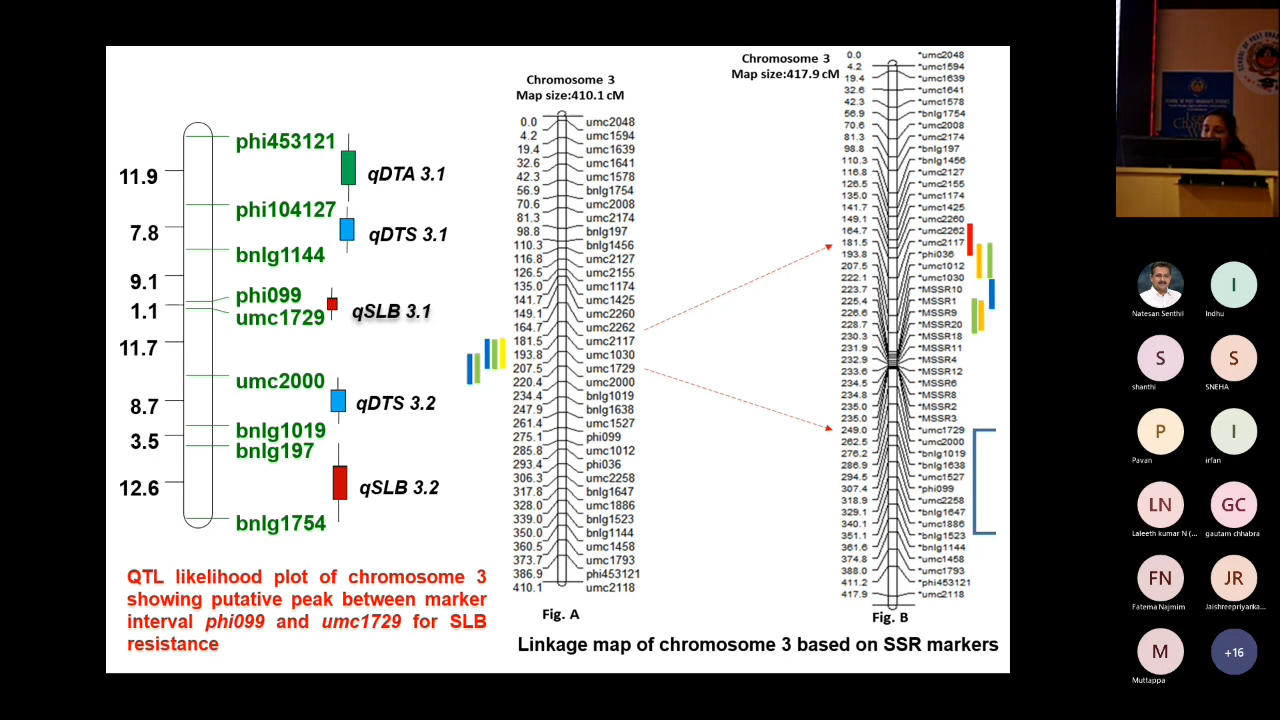 phi453121
qDTA 3.1
11.9
phi104127
7.8
qDTS 3.1
bnlg1144
9.1
phi099
1.1
qSLB 3.1
umc1729
11.7
umc2000
8.7
qDTS 3.2
bnlg1019
3.5
bnlg197
12.6
qSLB 3.2
bnlg1754
QTL likelihood plot of chromosome 3
showing putative peak between marker
interval phi099 and umc1729 for SLB
resistance
Chromosome 3
Map size:410.1 cM
0.0 umc2048
4.2 umc1594
19.4 umc1639
32.6 umc1641
42.3 umc1578
56.9 bnlg1754
70.6 umc2008
81.3 umc2174
98.8 bnlg197
110.3 bnlg1456
116.8 umc2127
126.5 umc2155
135.0 umc1174
141.7 umc1425
149.1 umc2260
164.7 umc2262
181.5 umc2117
193.8 umc1030
207.5 umc1729
220.4 umc2000
234.4 bnlg1019
247.9 bnlg1638
261.4 umc1527
275.1 phi099
285.8 umc1012
293.4 phi036
306.3 umc2258
317.8 bnlg1647
328.0 umc1886
339.0 bnlg1523
350.0 bnlg1144
360.5 umc1458
373.7 umc1793
386.9 phi453121
410.1 umc2118
Fig. A
Chromosome 3
Map size:417.9 cM
0.0 *umc2048
4.2 *umc1594
19.4 *umc1639
32.6 *umc1641
42.3 *umc1578
56.9 *bnlg1754
70.6 *umc2008
81.3 *umc2174
98.8 *bnlg197
110.3 *bnlg1456
116.8 *umc2127
126.5 *umc2155
135.0 *umc1174
141.7 *umc1425
149.1 *umc2260
164.7 *umc2262
181.5 *umc2117
193.8 *phi036
207.5 *umc1012
222.1 *umc1030
223.7 *MSSR10
225.4 *MSSR1
226.6 *MSSR9
228.7 *MSSR20
230.3 *MSSR18
231.9 *MSSR11
232.9 *MSSR4
233.6 *MSSR12
234.5 *MSSR6
234.8 *MSSR8
235.0 *MSSR2
235.0 *MSSR3
249.0 *umc1729
262.5 *umc2000
276.2 *bnlg1019
286.9 *bnlg1638
294.5 *umc1527
307.4 *phi099
318.9 *umc2258
329.1 *bnlg1647
340.1 *umc1886
351.1 *bnlg1523
361.6 *bnlg1144
374.8 *umc1458
388.0 *umc1793
411.2 *phi453121
417.9 *umc2118
Fig. B
Linkage map of chromosome 3 based on SSR markers
Natesan Senthil
I
Indhu
S
shanthi
S
SNEHA
P
Pavan
I
irfan
LN
Laleeth kumar N (...
GC
gautam chhabra
FN
Fatema Najmim
JR
Jaishreepriyanka...
M
Muttappa
+16